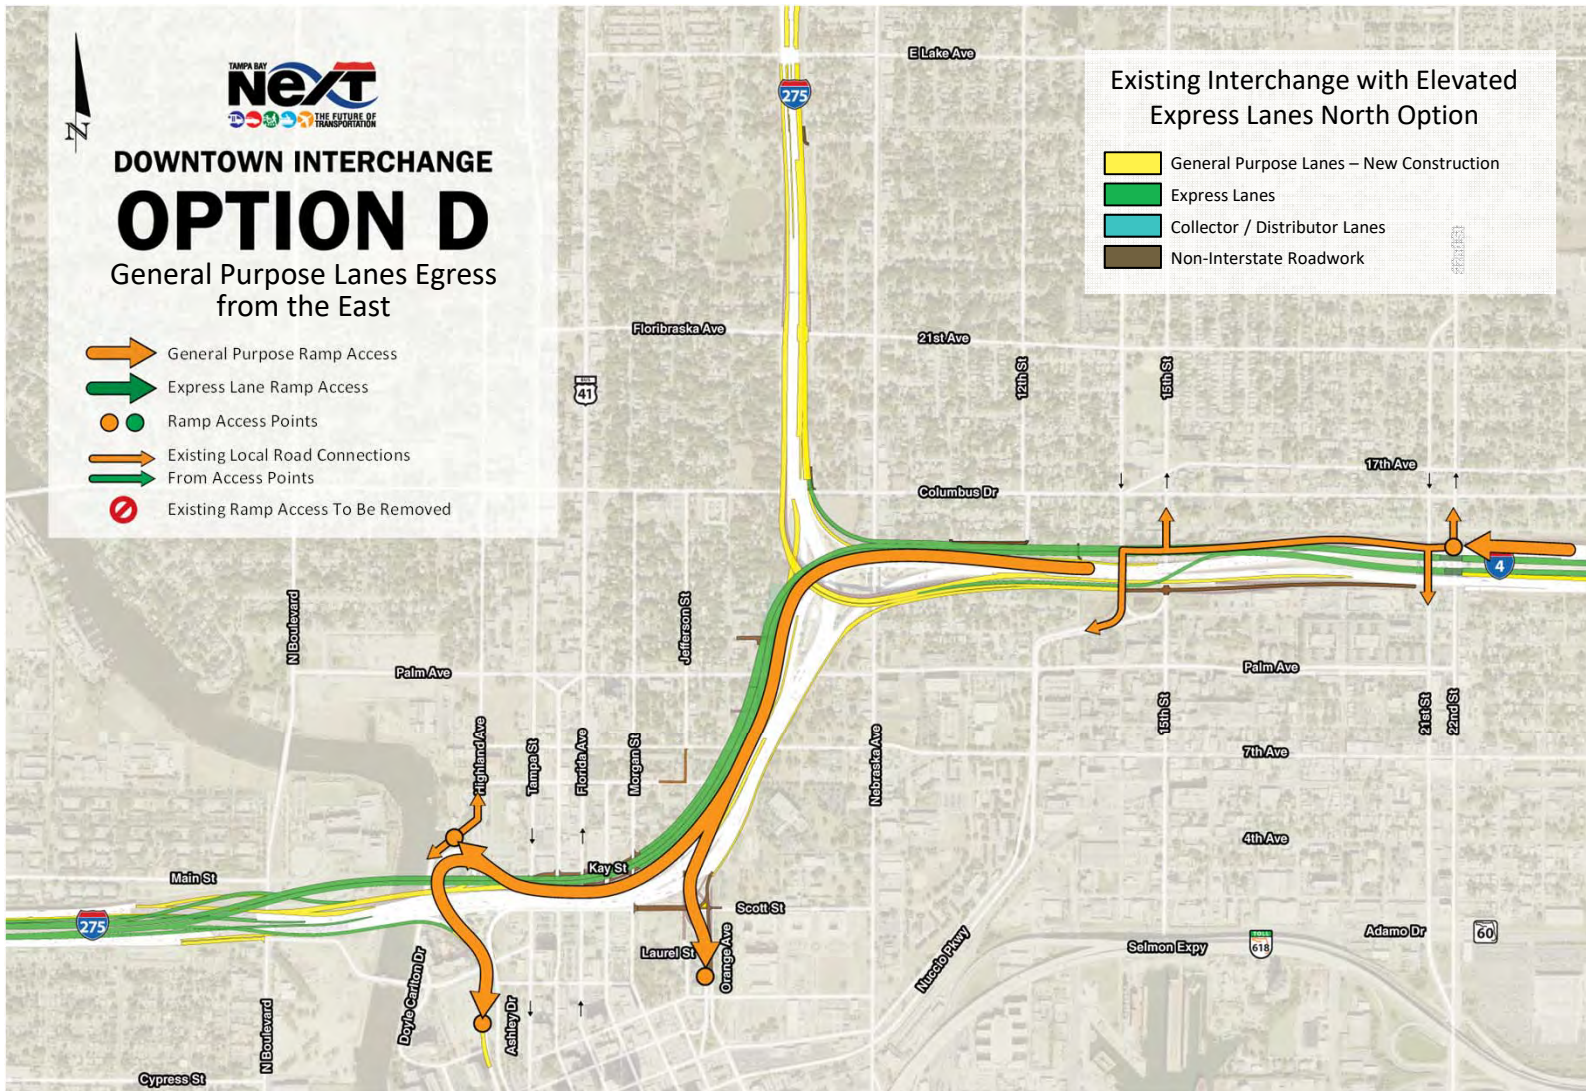 N
TAMPA BAY
NexT
THE FUTURE OF
TRANSPORTATION
DOWNTOWN INTERCHANGE
OPTION D
General Purpose Lanes Egress
from the East
General Purpose Ramp Access
Express Lane Ramp Access
Ramp Access Points
Existing Local Road Connections
From Access Points
Existing Ramp Access To Be Removed
Existing Interchange with Elevated
Express Lanes North Option
General Purpose Lanes – New Construction
Express Lanes
Collector / Distributor Lanes
Non-Interstate Roadwork
E Lake Ave
275
Floribraska Ave
21st Ave
12th St
15th St
BUS
41
17th Ave
Columbus Dr
4
N Boulevard
Jefferson St
Palm Ave
Palm Ave
15th St
21st St
22nd St
Highland Ave
Tampa St
Florida Ave
Morgan St
Nebraska Ave
7th Ave
4th Ave
Kay St
Main St
275
Scott St
Laurel St
Orange Ave
Nuccio Pkwy
Selmon Expy
TOLL
618
Adamo Dr
60
Doyle Carlton Dr
Ashley Dr
N Boulevard
Cypress St